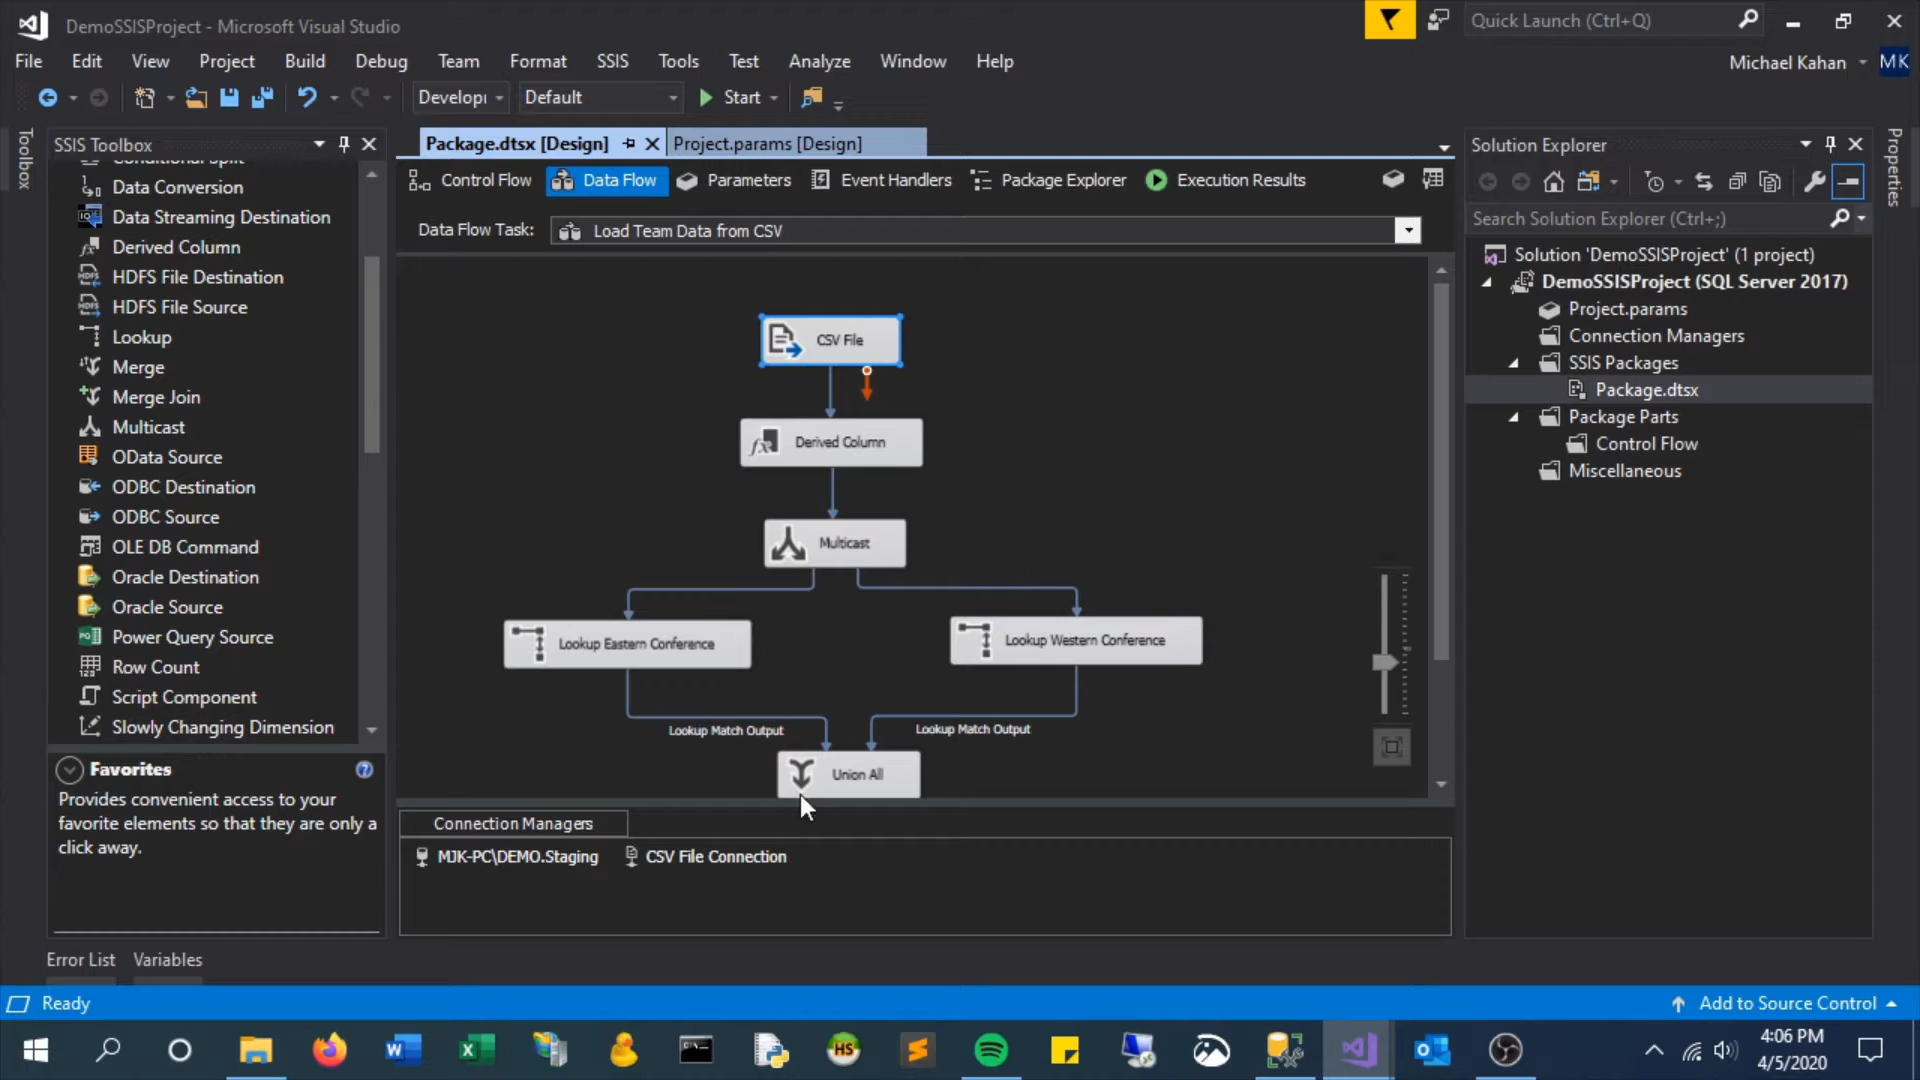 DemoSSISProject - Microsoft Visual Studio
Quick Launch (Ctrl+Q)
File Edit View Project Build Debug Team Format SSIS Tools Test Analyze Window Help
Michael Kahan
MK
Developi
Default
Start
Toolbox
SSIS Toolbox
Data Conversion
Data Streaming Destination
Derived Column
HDFS File Destination
HDFS File Source
Lookup
Merge
Merge Join
Multicast
OData Source
ODBC Destination
ODBC Source
OLE DB Command
Oracle Destination
Oracle Source
Power Query Source
Row Count
Script Component
Slowly Changing Dimension
Favorites
Provides convenient access to your
favorite elements so that they are only a
click away.
Package.dtsx [Design]
Project.params [Design]
Control Flow
Data Flow
Parameters
Event Handlers
Package Explorer
Execution Results
Data Flow Task:
Load Team Data from CSV
CSV File
Derived Column
Multicast
Lookup Eastern Conference
Lookup Western Conference
Lookup Match Output
Lookup Match Output
Union All
Connection Managers
MJK-PC\DEMO.Staging
CSV File Connection
Solution Explorer
Search Solution Explorer (Ctrl+;)
Solution 'DemoSSISProject' (1 project)
DemoSSISProject (SQL Server 2017)
Project.params
Connection Managers
SSIS Packages
Package.dtsx
Package Parts
Control Flow
Miscellaneous
Properties
Error List
Variables
Ready
Add to Source Control
HS
4:06 PM
4/5/2020